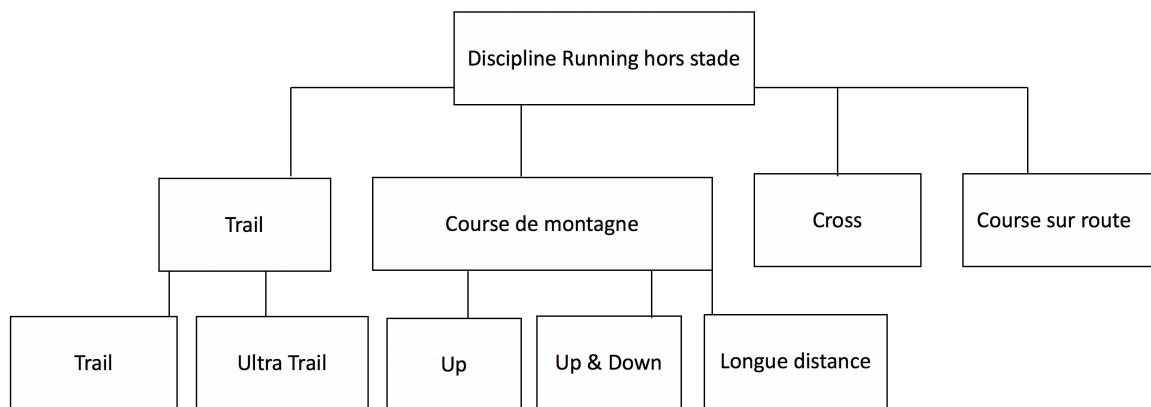 Discipline Running hors stade
Trail
Course de montagne
Cross
Course sur route
Trail
Ultra Trail
Up
Up & Down
Longue distance